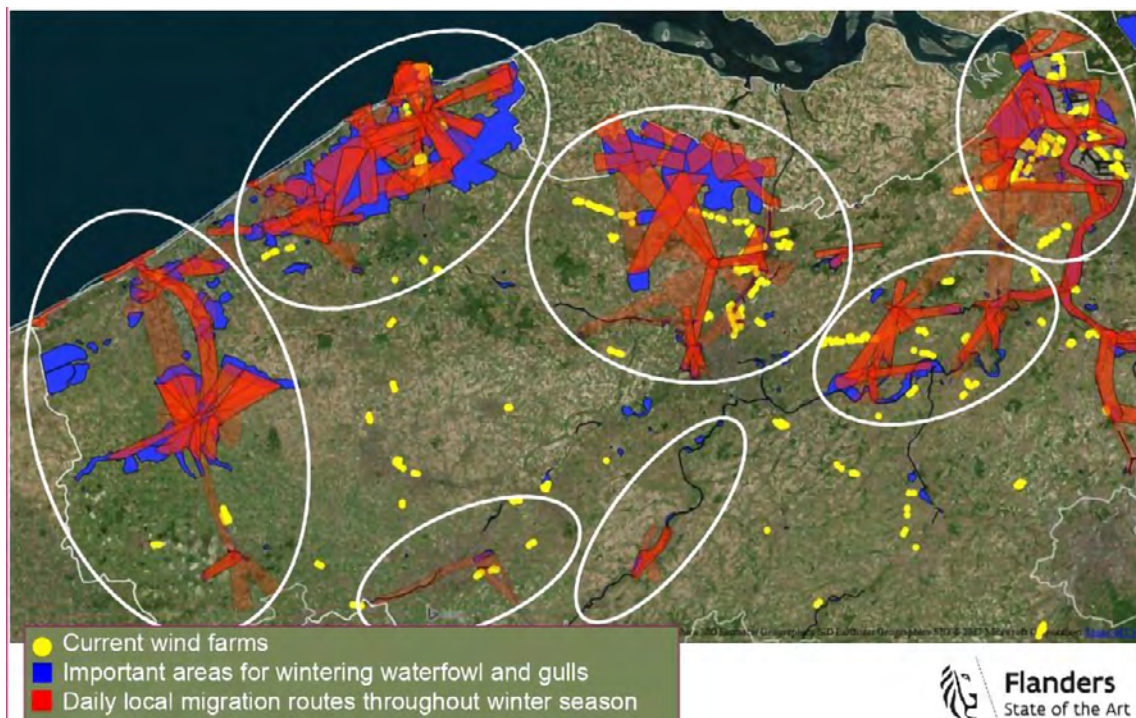 Current wind farms
Important areas for wintering waterfowl and gulls
Daily local migration routes throughout winter season
Flanders
State of the Art